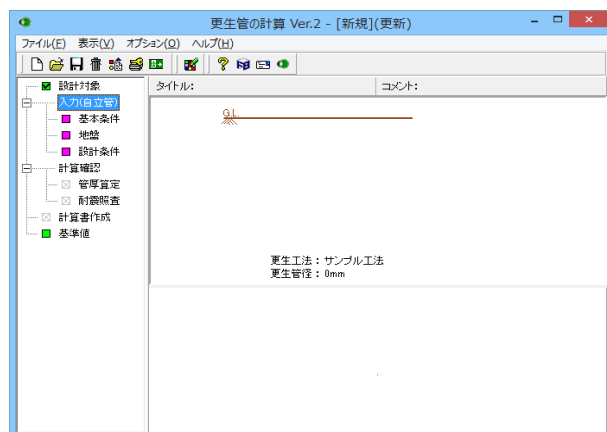 更生管の計算 Ver.2 - [新規](更新)
ファイル(F) 表示(V) オプション(O) ヘルプ(H)
設計対象
タイトル:
コメント:
入力(自立管)
基本条件
地盤
設計条件
計算確認
管厚算定
耐震照査
計算書作成
基準値
G.L.
更生工法：サンプル工法
更生管径：0mm